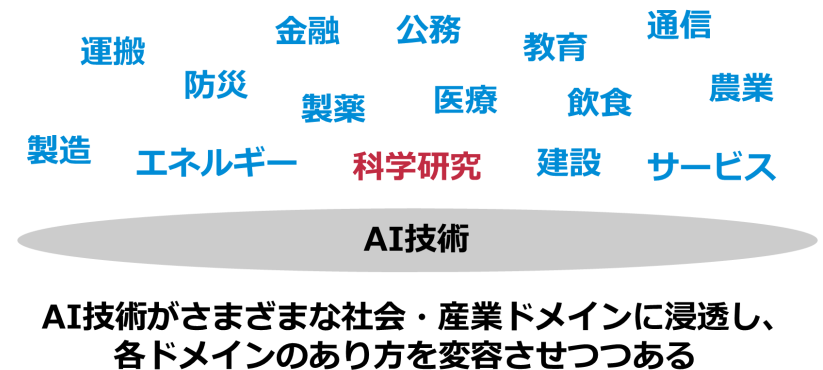 金融 公務 通信
運搬 教育
防災 製薬 医療 飲食 農業
製造 エネルギー 科学研究 建設 サービス
AI技術
AI技術がさまざまな社会・産業ドメインに浸透し、
各ドメインのあり方を変容させつつある